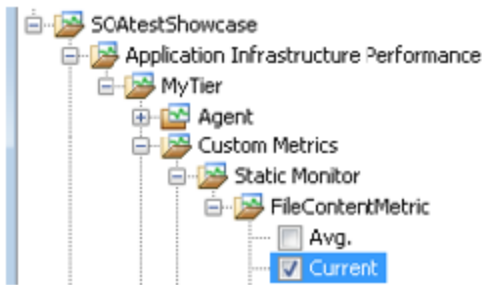 SOAtestShowcase
Application Infrastructure Performance
MyTier
Agent
Custom Metrics
Static Monitor
FileContentMetric
Avg.
Current